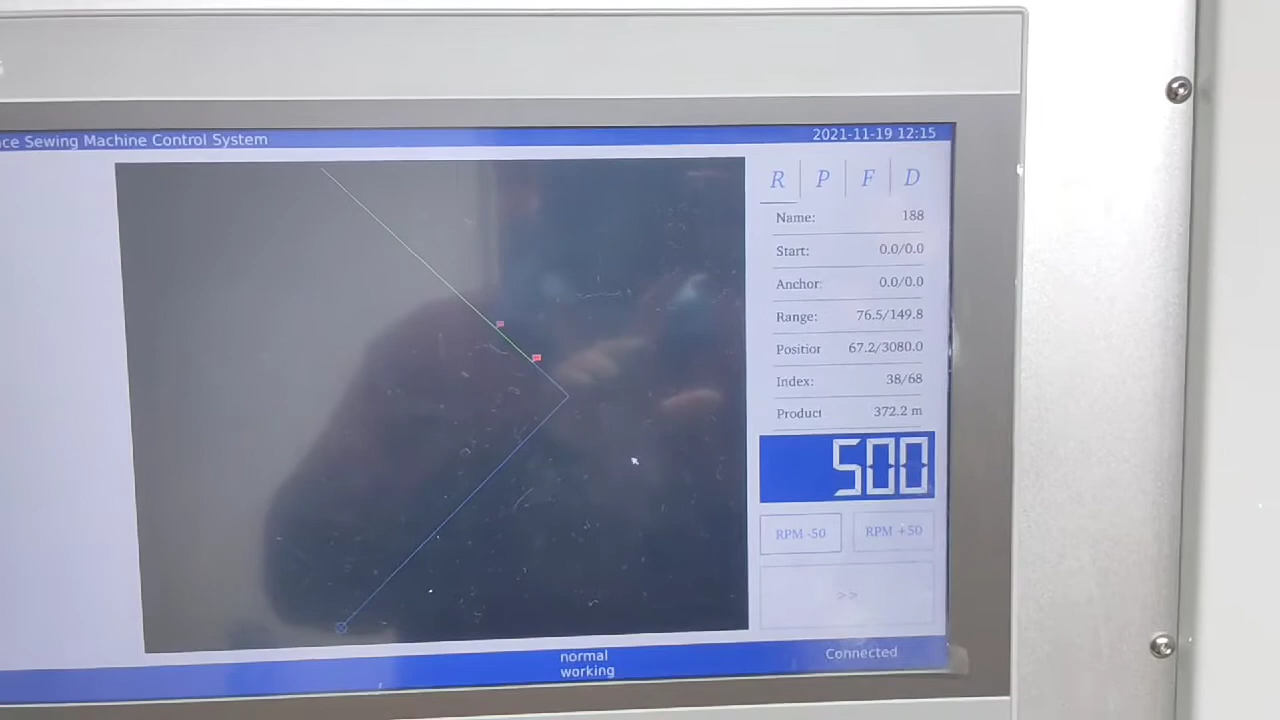 ce Sewing Machine Control System
2021-11-19 12:15
R P F D
Name: 188
Start: 0.0/0.0
Anchor: 0.0/0.0
Range: 76.5/149.8
Positior 67.2/3080.0
Index: 38/68
Product 372.2 m
500
RPM -50 RPM +50
>>
normal
working
Connected